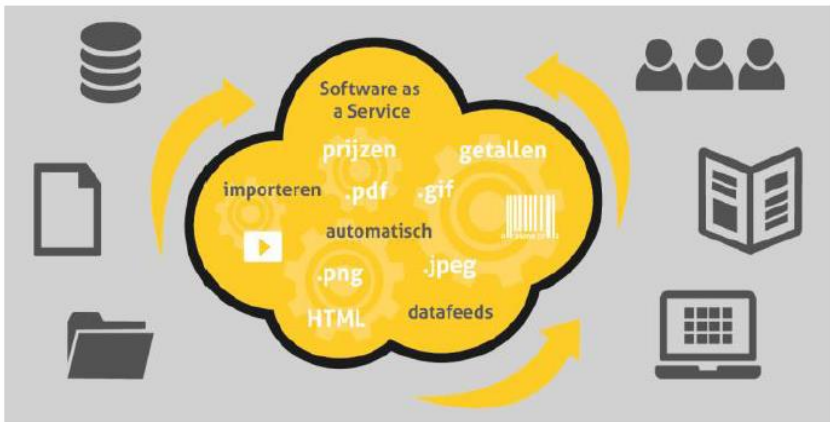 Software as
a Service
prijzen
getallen
importeren
.pdf
.gif
automatisch
.png
.jpeg
HTML
datafeeds